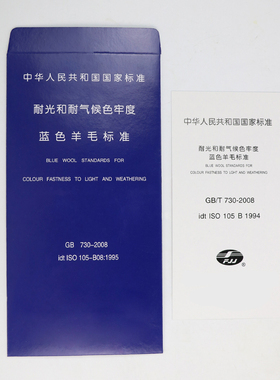 中华人民共和国国家标准
耐光和耐气候色牢度
蓝色羊毛标准
BLUE WOOL STANDARDS FOR
COLOUR FASTNESS TO LIGHT AND WEATHERING
GB 730-2008
idt ISO 105-B08:1995
中华人民共和国国家标准
耐光和耐气候色牢度
蓝色羊毛标准
BLUE WOOL STANDARDS FOR
COLOUR FASTNESS TO LIGHT AND WEATHERING
GB/T 730-2008
idt ISO 105 B 1994
FJJ